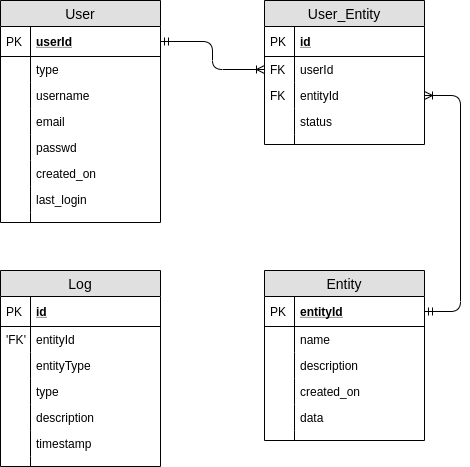 User
PK userId
type
username
email
passwd
created_on
last_login
User_Entity
PK id
FK userId
FK entityId
status
Log
PK id
'FK' entityId
entityType
type
description
timestamp
Entity
PK entityId
name
description
created_on
data